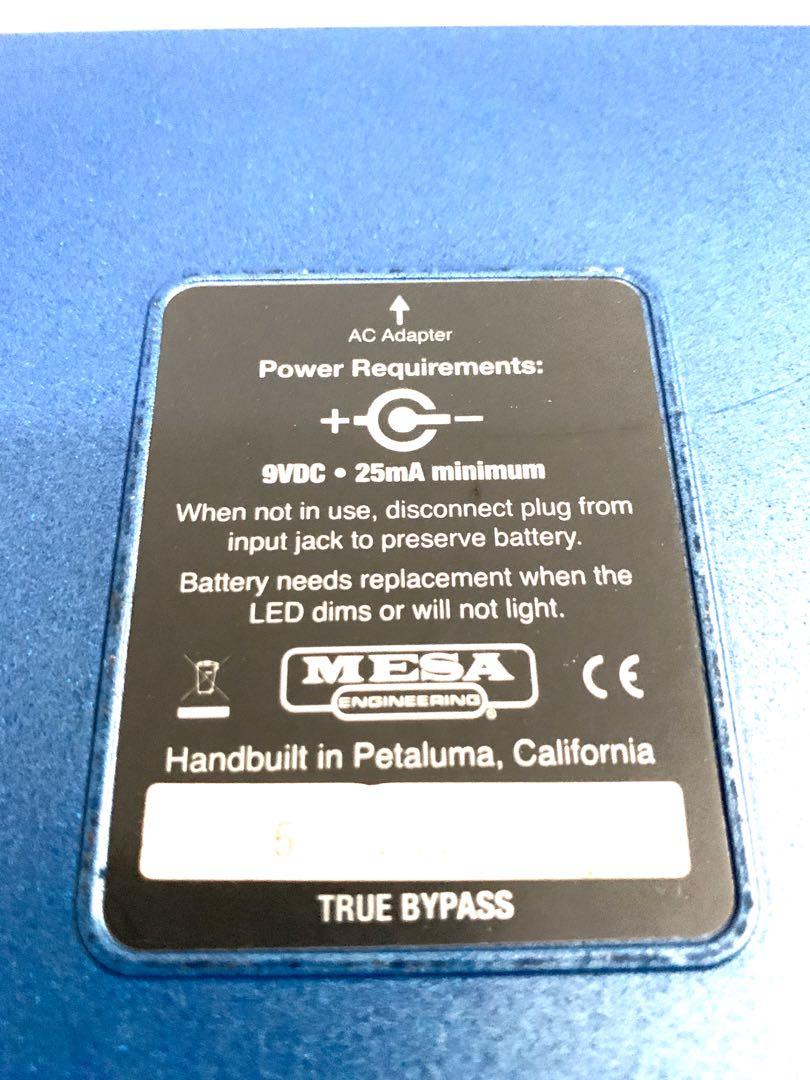 AC Adapter
Power Requirements:
+ -
9VDC • 25mA minimum
When not in use, disconnect plug from
input jack to preserve battery.
Battery needs replacement when the
LED dims or will not light.
MESA
ENGINEERING®
CE
Handbuilt in Petaluma, California
5
TRUE BYPASS